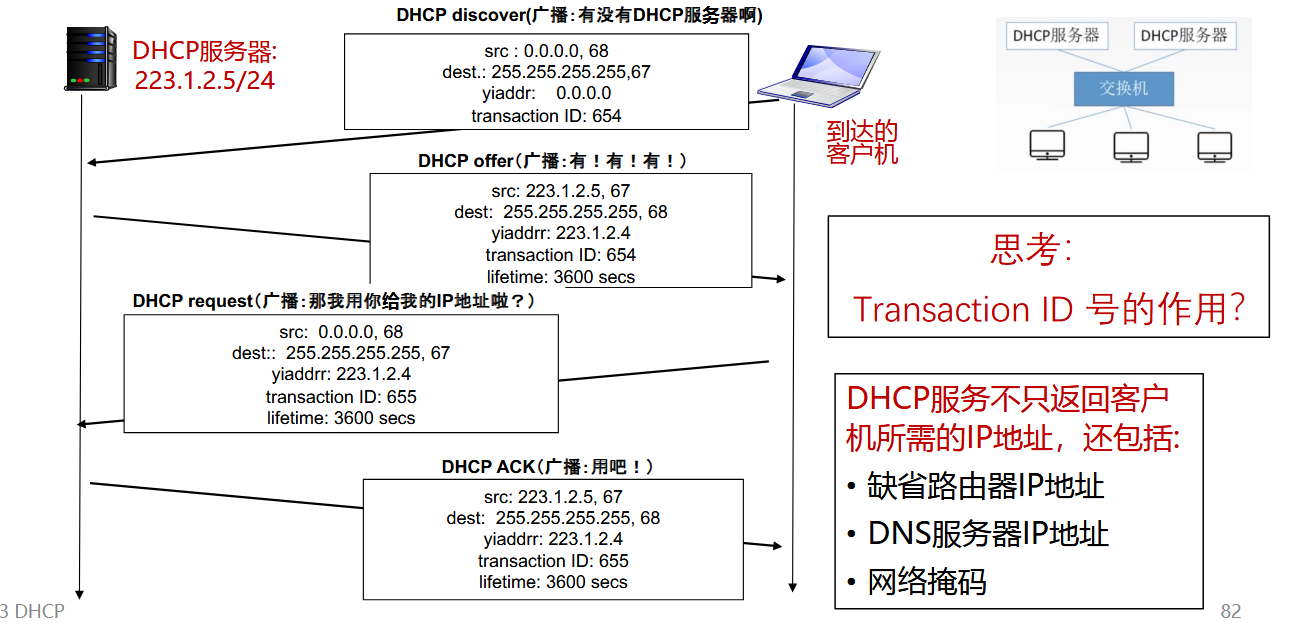 DHCP discover(广播:有没有DHCP服务器啊)
DHCP服务器:
223.1.2.5/24
src : 0.0.0.0, 68
dest.: 255.255.255.255,67
yiaddr: 0.0.0.0
transaction ID: 654
到达的
客户机
DHCP服务器
DHCP服务器
交换机
DHCP offer(广播:有!有!有!)
src: 223.1.2.5, 67
dest: 255.255.255.255, 68
yiaddrr: 223.1.2.4
transaction ID: 654
lifetime: 3600 secs
DHCP request(广播:那我用你给我的IP地址啦?)
src: 0.0.0.0, 68
dest:: 255.255.255.255, 67
yiaddrr: 223.1.2.4
transaction ID: 655
lifetime: 3600 secs
DHCP ACK(广播:用吧!)
src: 223.1.2.5, 67
dest: 255.255.255.255, 68
yiaddrr: 223.1.2.4
transaction ID: 655
lifetime: 3600 secs
思考:
Transaction ID 号的作用?
DHCP服务不只返回客户
机所需的IP地址,还包括:
• 缺省路由器IP地址
• DNS服务器IP地址
• 网络掩码
3 DHCP
82